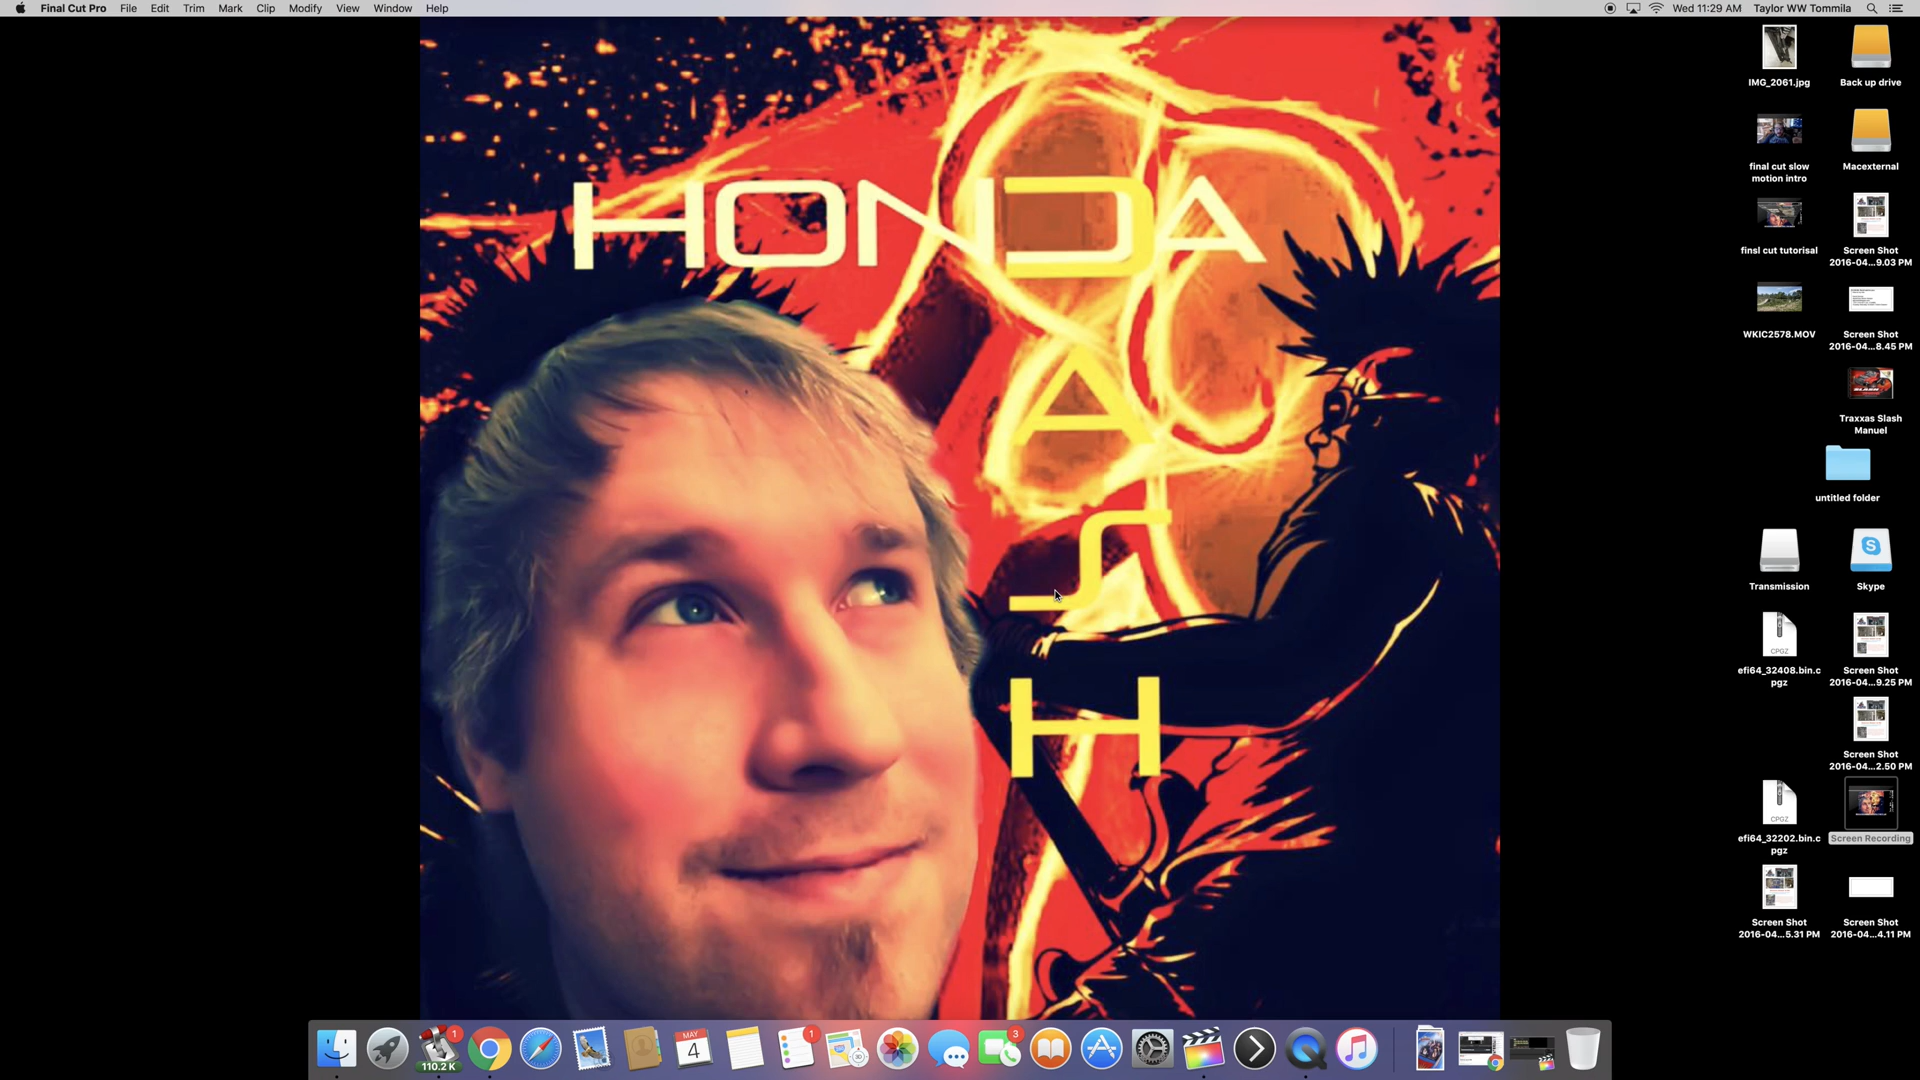 Final Cut Pro File Edit Trim Mark Clip Modify View Window Help
Wed 11:29 AM Taylor WW Tommila
HONDA
A
S
H
IMG_2061.jpg
Back up drive
final cut slow
motion intro
Macexternal
finsl cut tutorisal
Screen Shot
2016-04...9.03 PM
WKIC2578.MOV
Screen Shot
2016-04...8.45 PM
Traxxas Slash
Manuel
untitled folder
Transmission
Skype
CPGZ
efi64_32408.bin.c
pgz
Screen Shot
2016-04...9.25 PM
Screen Shot
2016-04...2.50 PM
CPGZ
efi64_32202.bin.c
pgz
Screen Recording
Screen Shot
2016-04...5.31 PM
Screen Shot
2016-04...4.11 PM
1
110.2 K
MAY
4
1
3